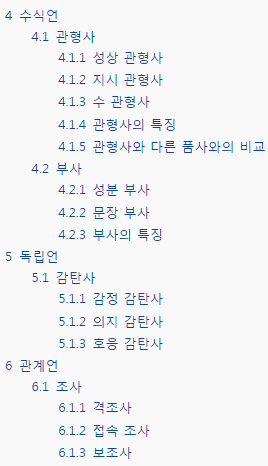 4 수식언
4.1 관형사
4.1.1 성상 관형사
4.1.2 지시 관형사
4.1.3 수 관형사
4.1.4 관형사의 특징
4.1.5 관형사와 다른 품사와의 비교
4.2 부사
4.2.1 성분 부사
4.2.2 문장 부사
4.2.3 부사의 특징
5 독립언
5.1 감탄사
5.1.1 감정 감탄사
5.1.2 의지 감탄사
5.1.3 호응 감탄사
6 관계언
6.1 조사
6.1.1 격조사
6.1.2 접속 조사
6.1.3 보조사